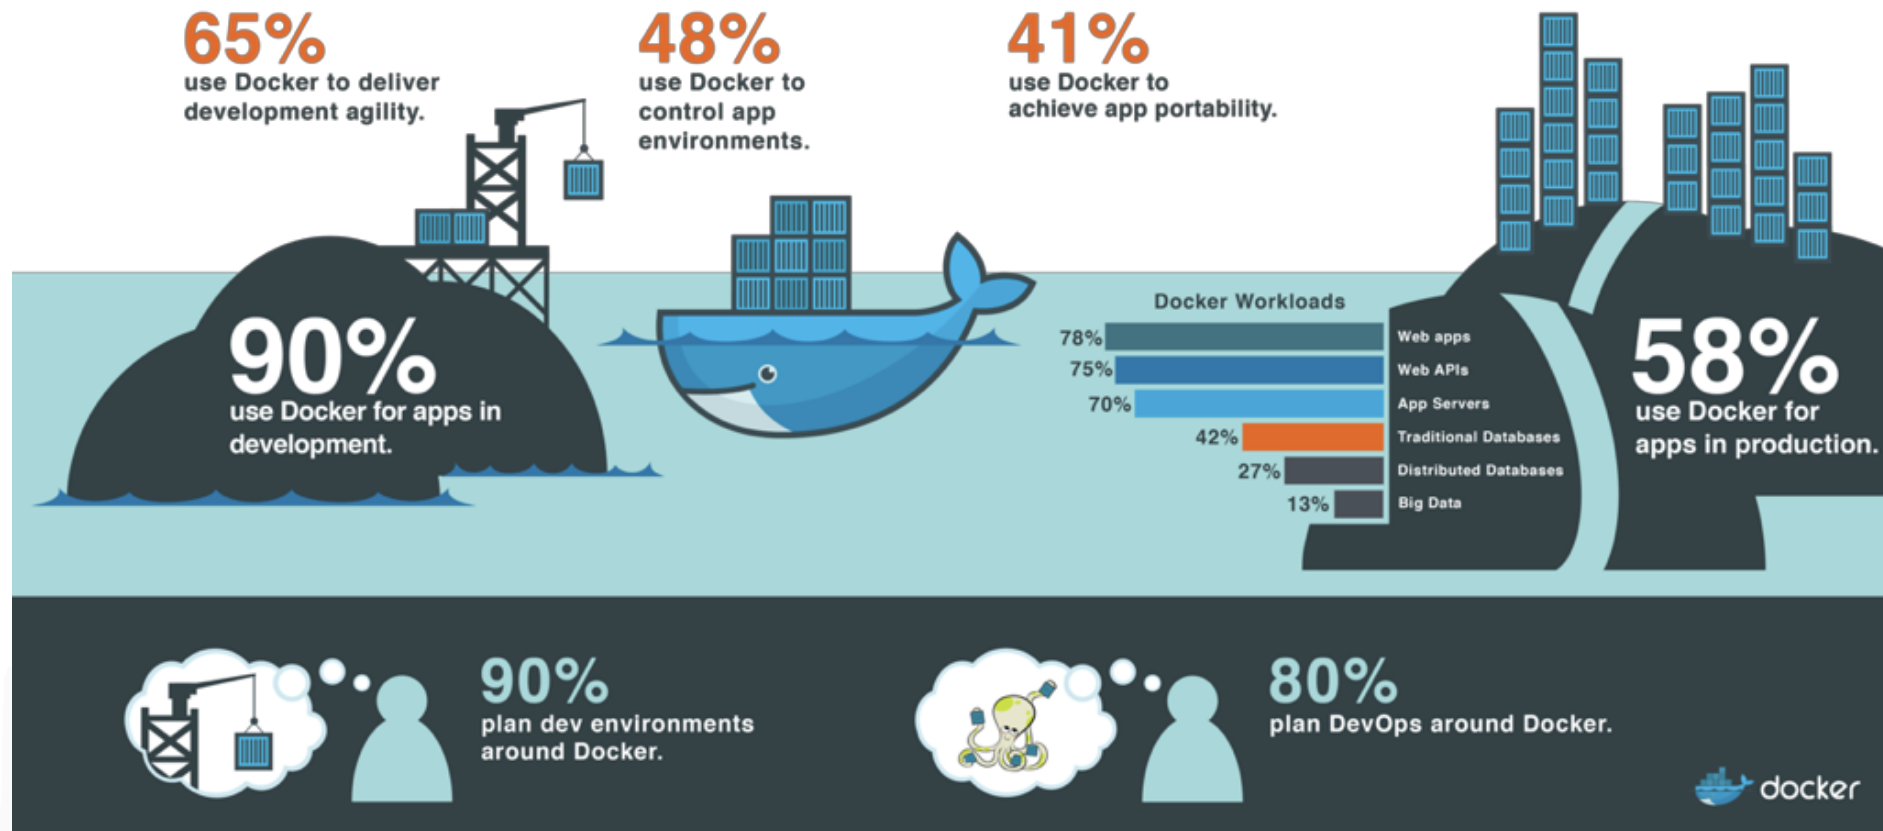 65%
use Docker to deliver
development agility.
48%
use Docker to
control app
environments.
41%
use Docker to
achieve app portability.
90%
use Docker for apps in
development.
Docker Workloads
78% Web apps
75% Web APIs
70% App Servers
42% Traditional Databases
27% Distributed Databases
13% Big Data
58%
use Docker for
apps in production.
90%
plan dev environments
around Docker.
80%
plan DevOps around Docker.
docker